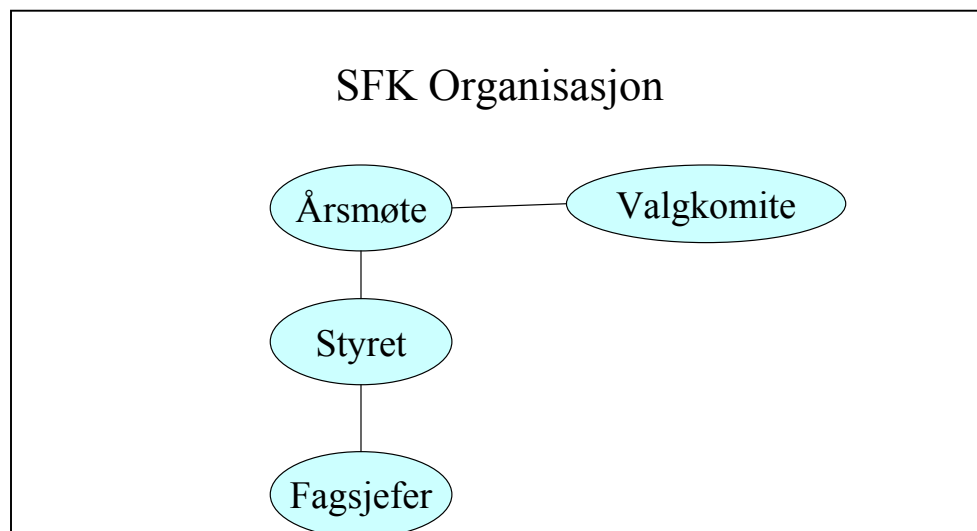 SFK Organisasjon
Årsmøte
Valgkomite
Styret
Fagsjefer